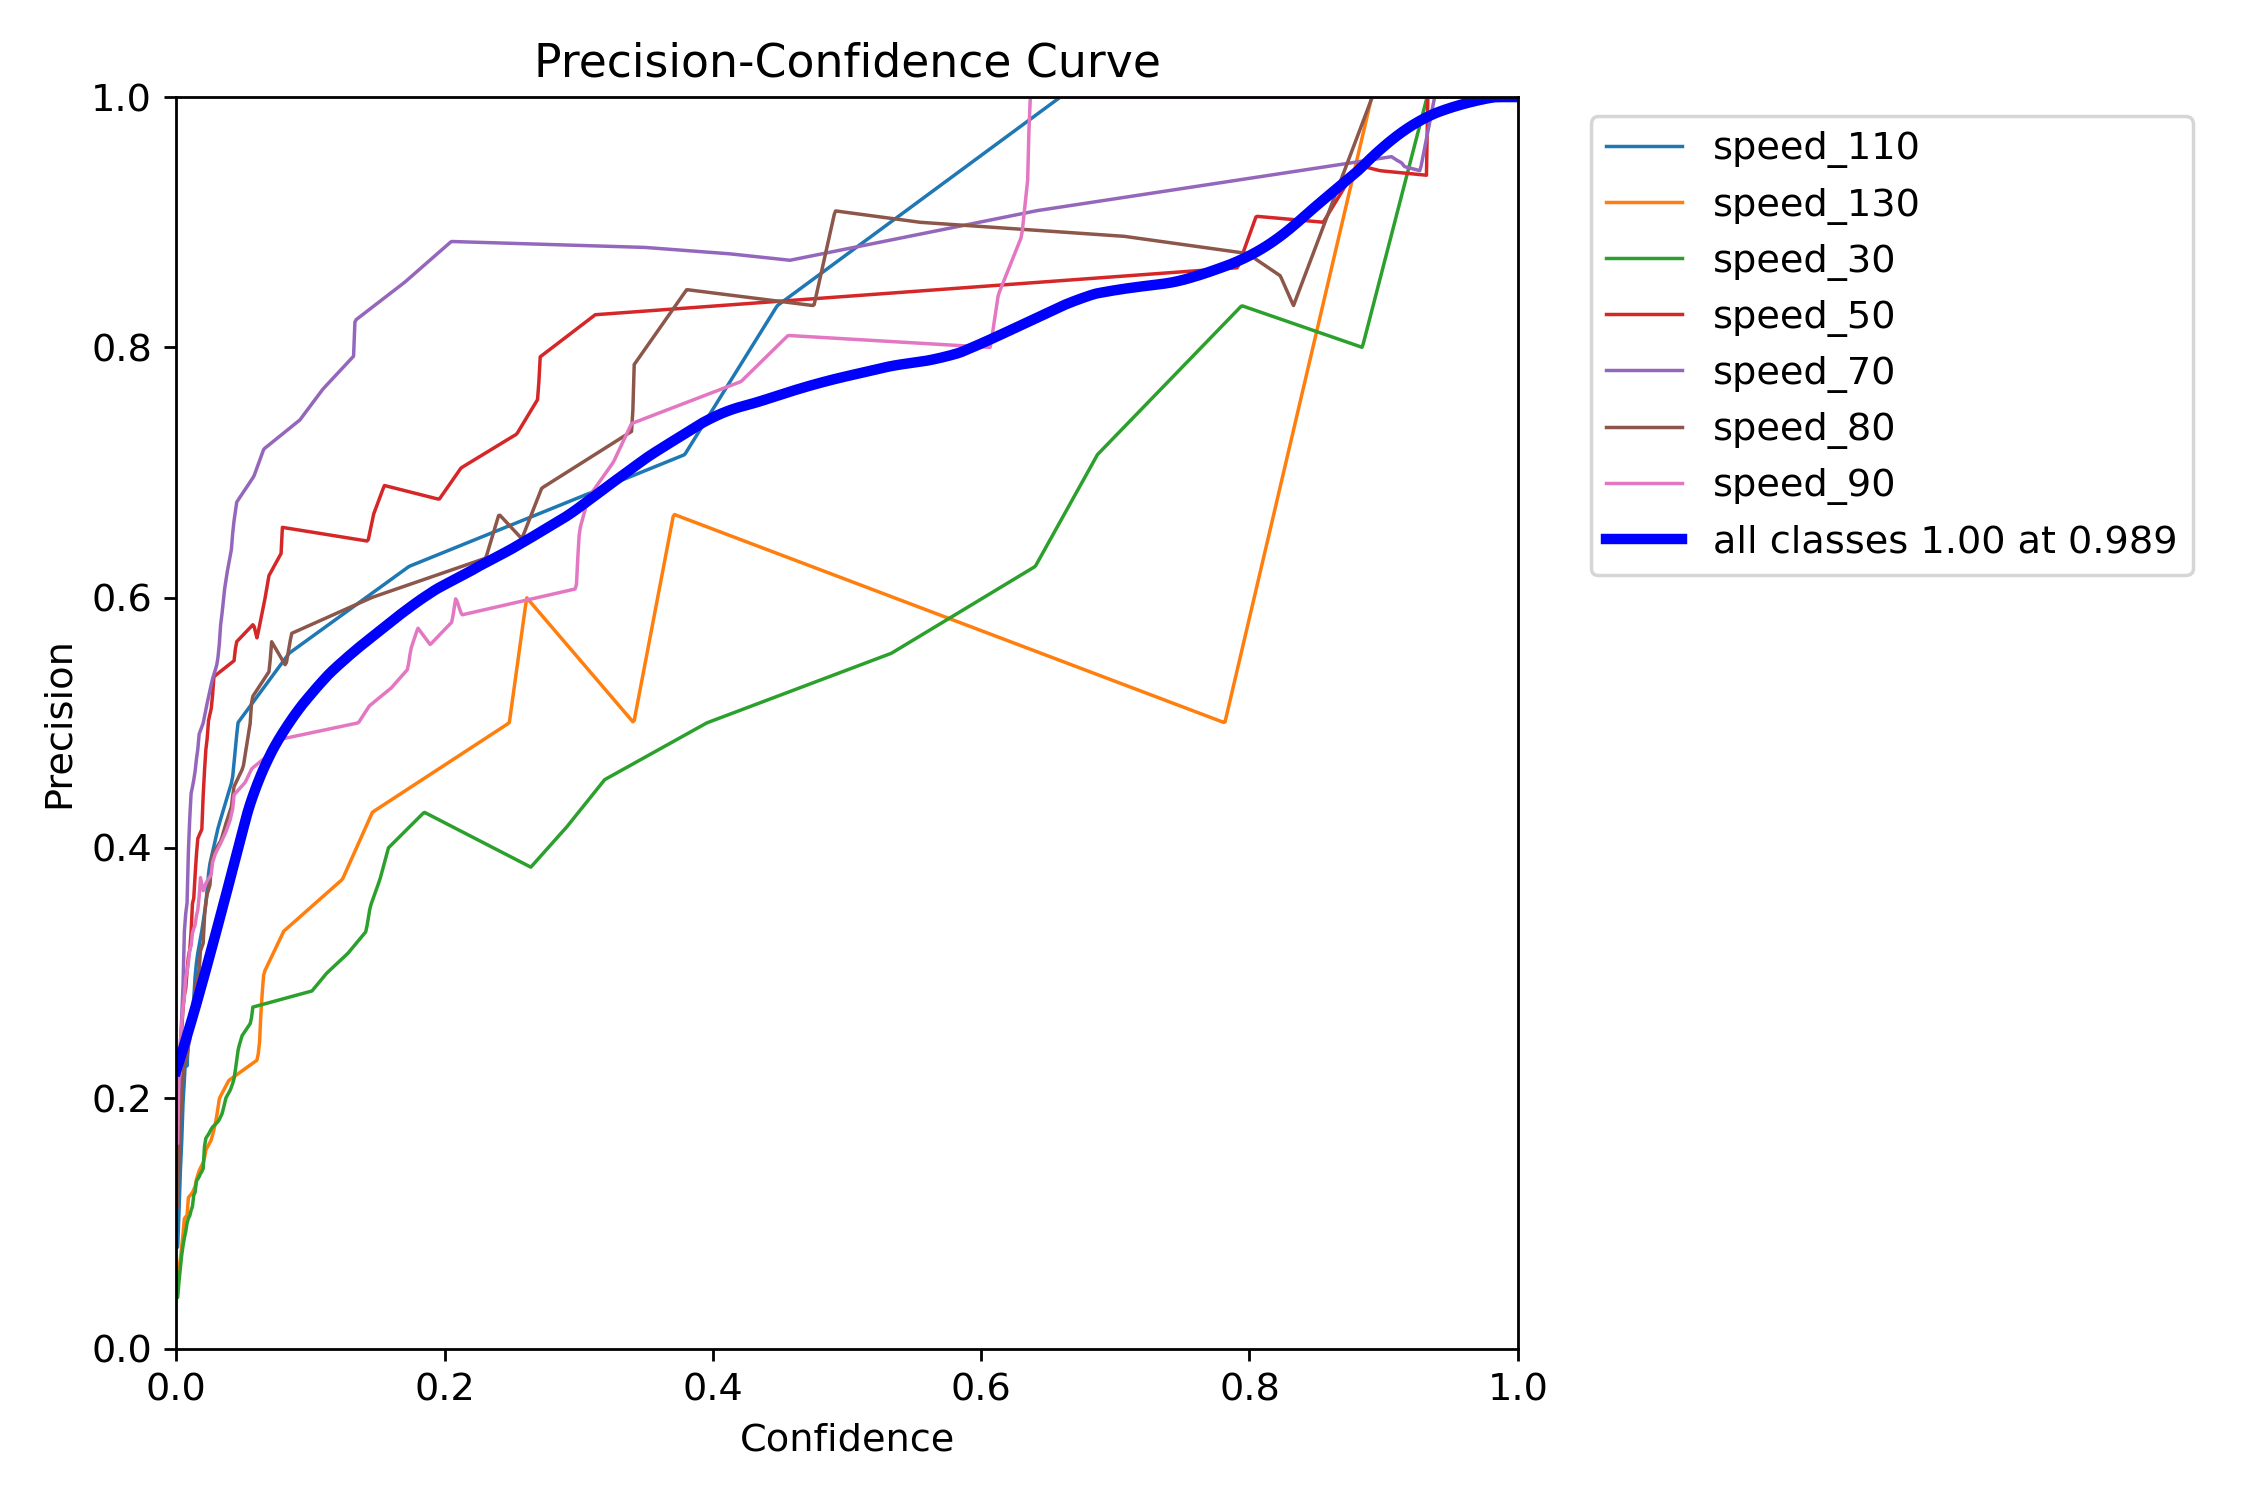 Precision-Confidence Curve
1.0
0.8
0.6
0.4
0.2
0.0
Precision
0.0 0.2 0.4 0.6 0.8 1.0
Confidence
speed_110
speed_130
speed_30
speed_50
speed_70
speed_80
speed_90
all classes 1.00 at 0.989